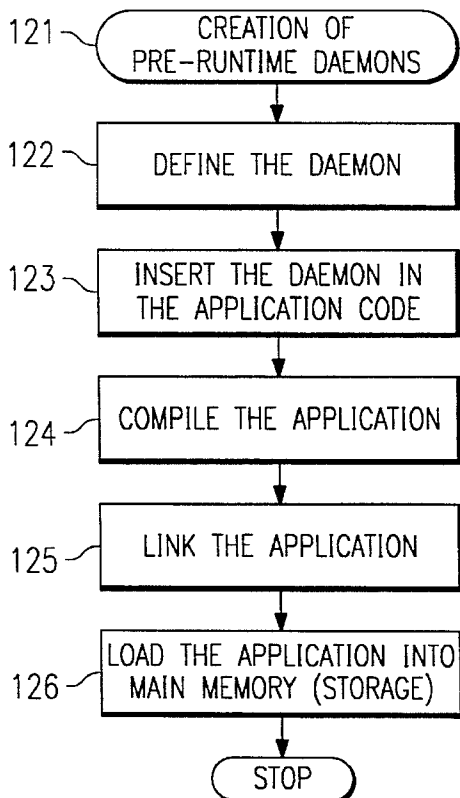 121
CREATION OF
PRE-RUNTIME DAEMONS
122
DEFINE THE DAEMON
123
INSERT THE DAEMON IN
THE APPLICATION CODE
124
COMPILE THE APPLICATION
125
LINK THE APPLICATION
126
LOAD THE APPLICATION INTO
MAIN MEMORY (STORAGE)
STOP